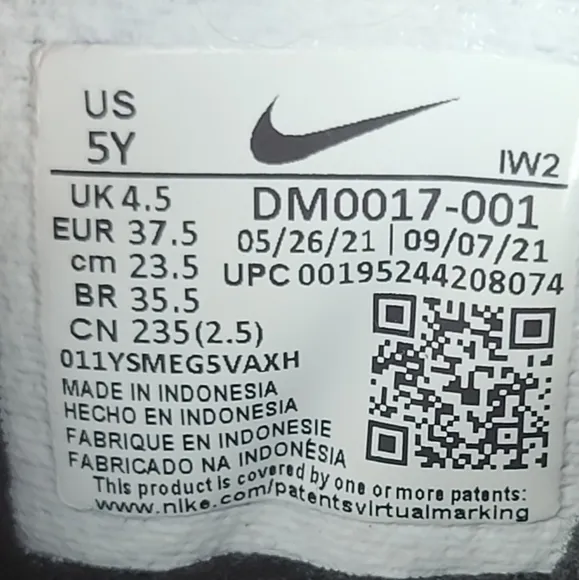 US
5Y
IW2
UK 4.5
EUR 37.5
cm 23.5
BR 35.5
CN 235(2.5)
DM0017-001
05/26/21 | 09/07/21
UPC 00195244208074
011YSMEG5VAXH
MADE IN INDONESIA
HECHO EN INDONESIA
FABRIQUE EN INDONESIE
FABRICADO NA INDONÉSIA
This product is covered by one or more patents:
www.nike.com/patentsvirtualmarking